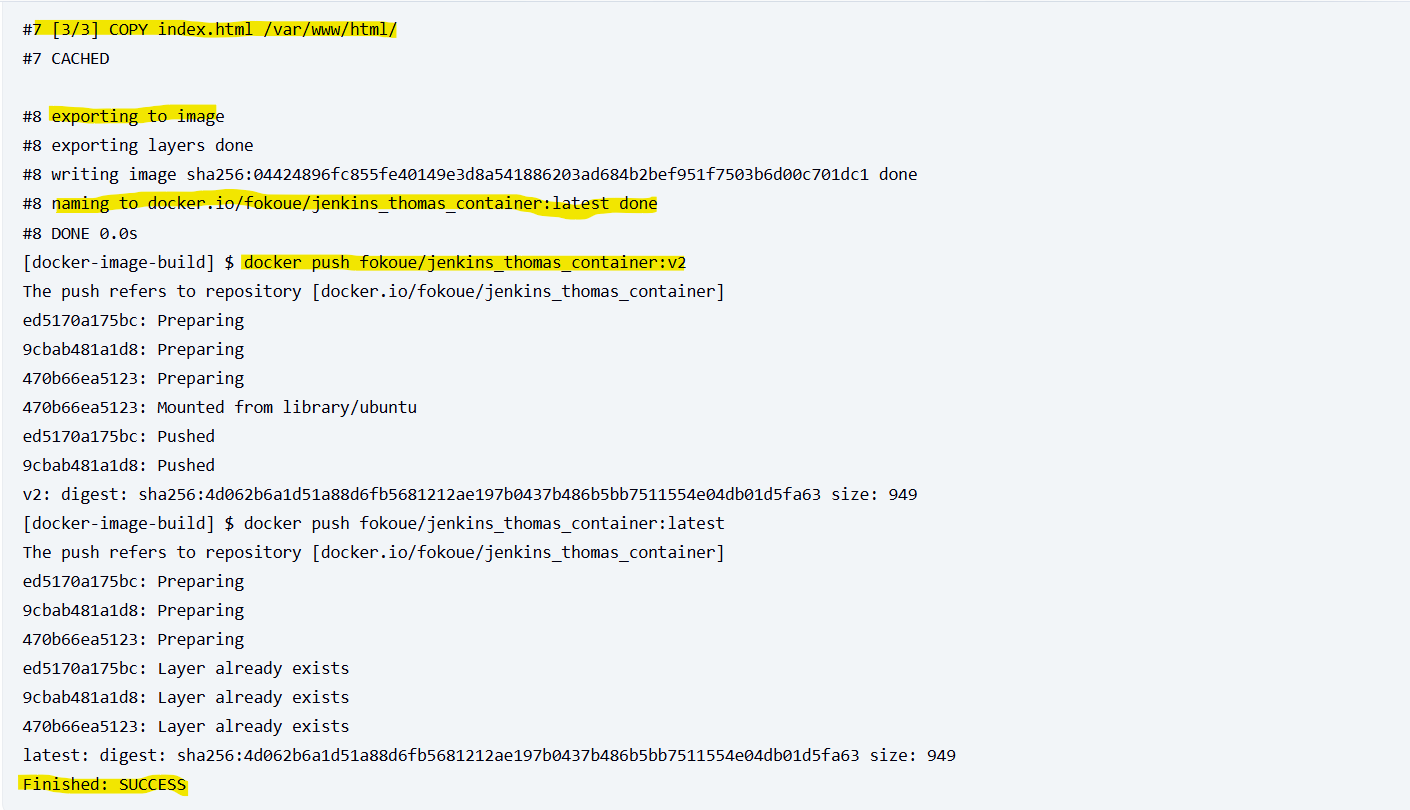 #7 [3/3] COPY index.html /var/www/html/
#7 CACHED
#8 exporting to image
#8 exporting layers done
#8 writing image sha256:04424896fc855fe40149e3d8a541886203ad684b2bef951f7503b6d00c701dc1 done
#8 naming to docker.io/fokoue/jenkins_thomas_container:latest done
#8 DONE 0.0s
[docker-image-build] $ docker push fokoue/jenkins_thomas_container:v2
The push refers to repository [docker.io/fokoue/jenkins_thomas_container]
ed5170a175bc: Preparing
9cbab481a1d8: Preparing
470b66ea5123: Preparing
470b66ea5123: Mounted from library/ubuntu
ed5170a175bc: Pushed
9cbab481a1d8: Pushed
v2: digest: sha256:4d062b6a1d51a88d6fb5681212ae197b0437b486b5bb7511554e04db01d5fa63 size: 949
[docker-image-build] $ docker push fokoue/jenkins_thomas_container:latest
The push refers to repository [docker.io/fokoue/jenkins_thomas_container]
ed5170a175bc: Preparing
9cbab481a1d8: Preparing
470b66ea5123: Preparing
ed5170a175bc: Layer already exists
9cbab481a1d8: Layer already exists
470b66ea5123: Layer already exists
latest: digest: sha256:4d062b6a1d51a88d6fb5681212ae197b0437b486b5bb7511554e04db01d5fa63 size: 949
Finished: SUCCESS